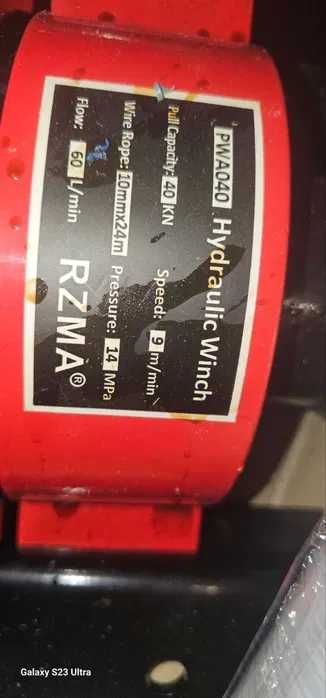 PWA040 Hydraulic Winch
Pull Capacity: 40 KN Speed: 9 m/min
Wire Rope: 10mmx24m Pressure: 14 MPa
Flow: 60 L/min RZMA®
Galaxy S23 Ultra